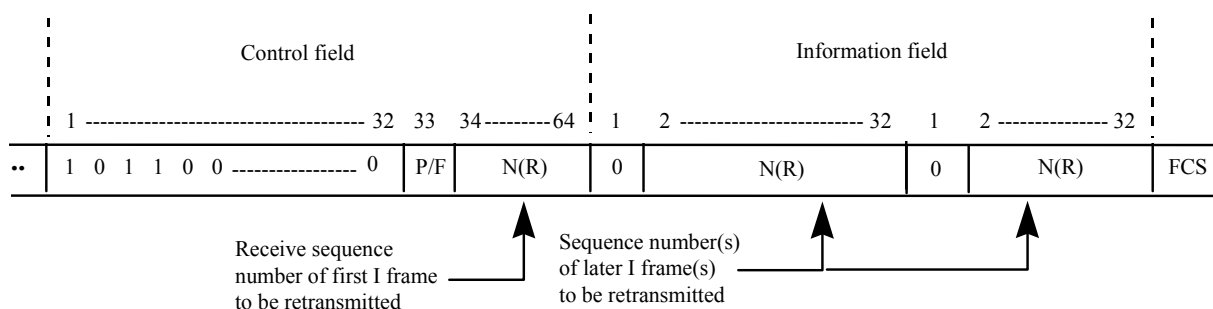 Control field Information field
1 ----------------------------------- 32 33 34---------64 1 2 ----------------------- 32 1 2 -------------- 32
•• 1 0 1 1 0 0 ------------------ 0 P/F N(R) 0 N(R) 0 N(R) FCS
Receive sequence
number of first I frame
to be retransmitted
Sequence number(s)
of later I frame(s)
to be retransmitted